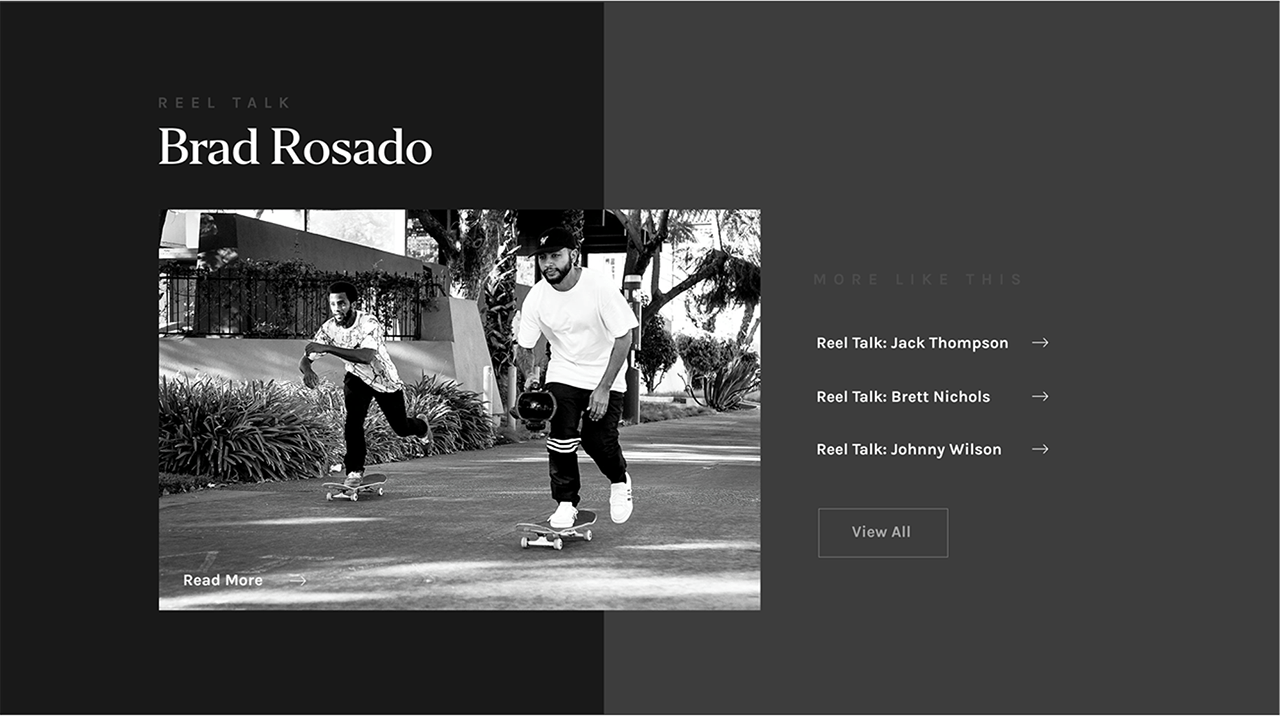 REEL TALK
Brad Rosado
Read More
MORE LIKE THIS
Reel Talk: Jack Thompson
Reel Talk: Brett Nichols
Reel Talk: Johnny Wilson
View All